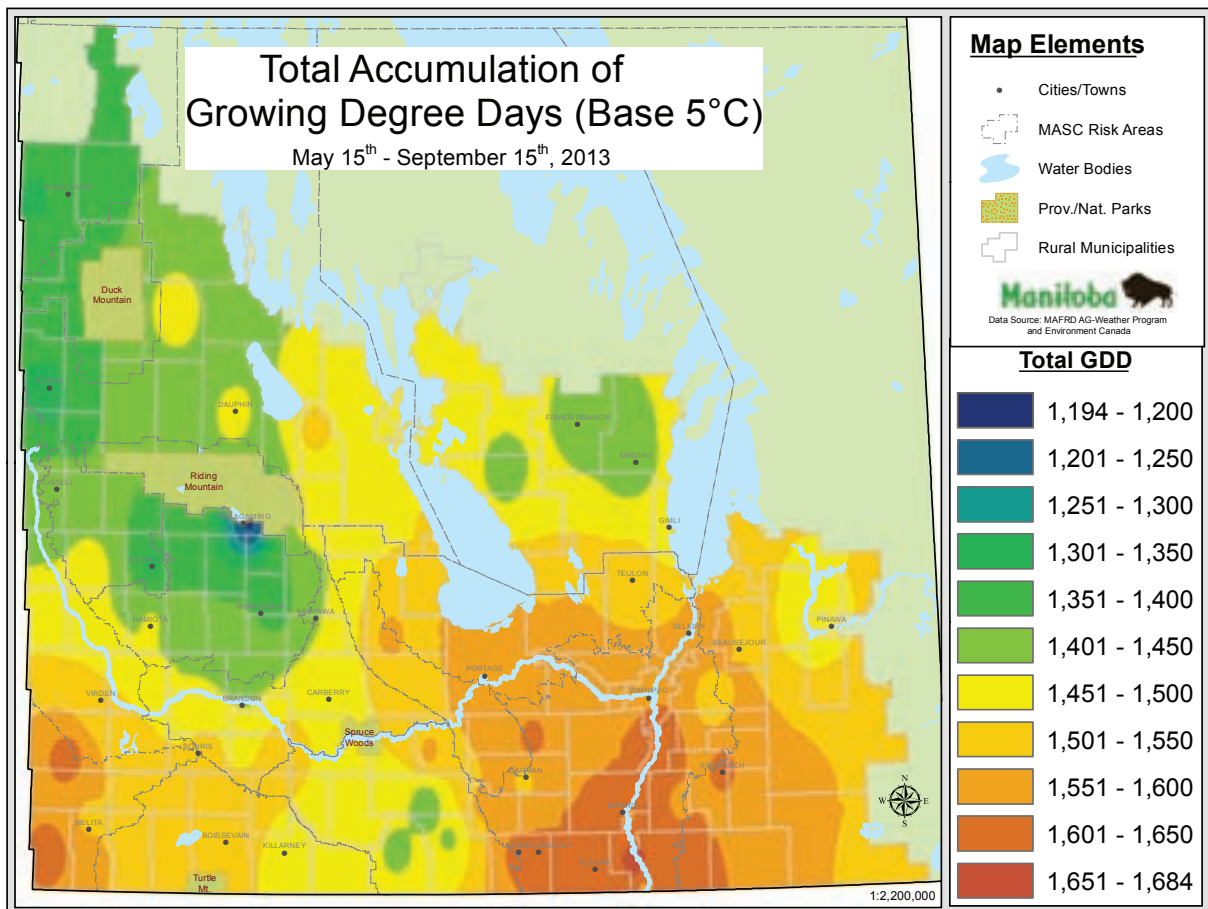 Total Accumulation of
Growing Degree Days (Base 5°C)
May 15th - September 15th, 2013
Duck
Mountain
DAUPHIN
FISHER BRANCH
ARBORG
Riding
Mountain
RUSSELL
GIMLI
TEULON
HAMIOTA
NEEPAWA
SELKIRK
PINAWA
BEAUSEJOUR
PORTAGE
VIRDEN
BRANDON
CARBERRY
WINNIPEG
Spruce
Woods
SOURIS
CARMAN
STEINBACH
MELITA
BOISSEVAIN
KILLARNEY
Turtle
Mt.
N
W
E
S
1:2,200,000
Map Elements
Cities/Towns
MASC Risk Areas
Water Bodies
Prov./Nat. Parks
Rural Municipalities
Manitoba
Data Source: MAFRD AG-Weather Program
and Environment Canada
Total GDD
1,194 - 1,200
1,201 - 1,250
1,251 - 1,300
1,301 - 1,350
1,351 - 1,400
1,401 - 1,450
1,451 - 1,500
1,501 - 1,550
1,551 - 1,600
1,601 - 1,650
1,651 - 1,684